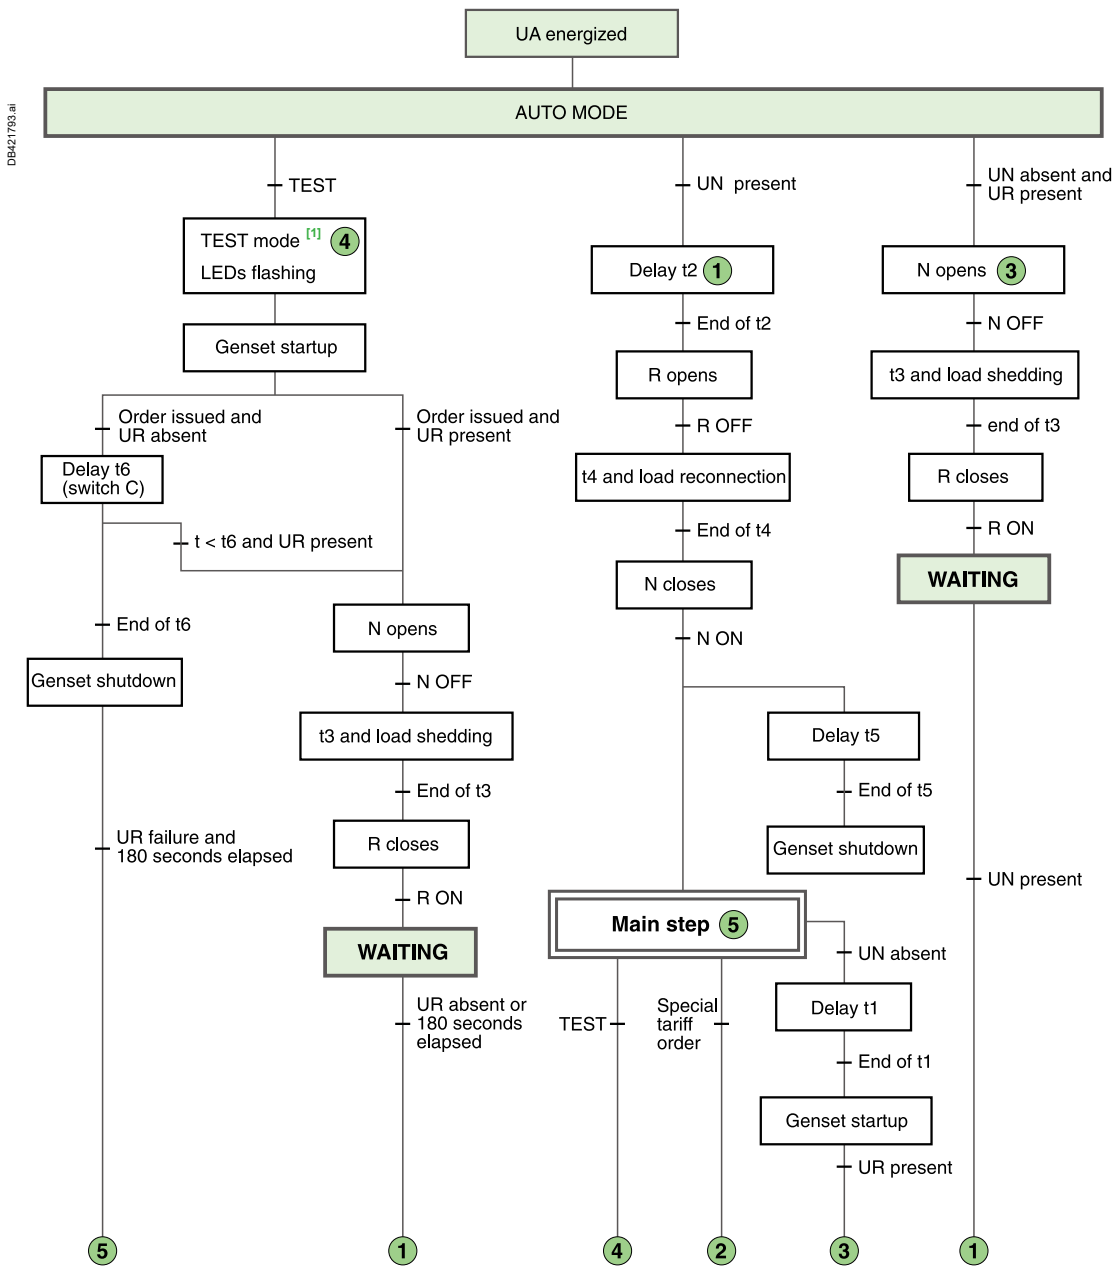 UA energized
DB421793.ai
AUTO MODE
TEST
TEST mode [1] 4
LEDs flashing
Genset startup
Order issued and
UR absent
Order issued and
UR present
Delay t6
(switch C)
t < t6 and UR present
End of t6
Genset shutdown
UR failure and
180 seconds elapsed
5
N opens
N OFF
t3 and load shedding
End of t3
R closes
R ON
WAITING
UR absent or
180 seconds
elapsed
1
UN present
Delay t2 1
End of t2
R opens
R OFF
t4 and load reconnection
End of t4
N closes
N ON
Delay t5
End of t5
Genset shutdown
Main step 5
TEST
4
Special
tariff
order
2
UN absent
Delay t1
End of t1
Genset startup
UR present
3
UN absent and
UR present
N opens 3
N OFF
t3 and load shedding
end of t3
R closes
R ON
WAITING
UN present
1